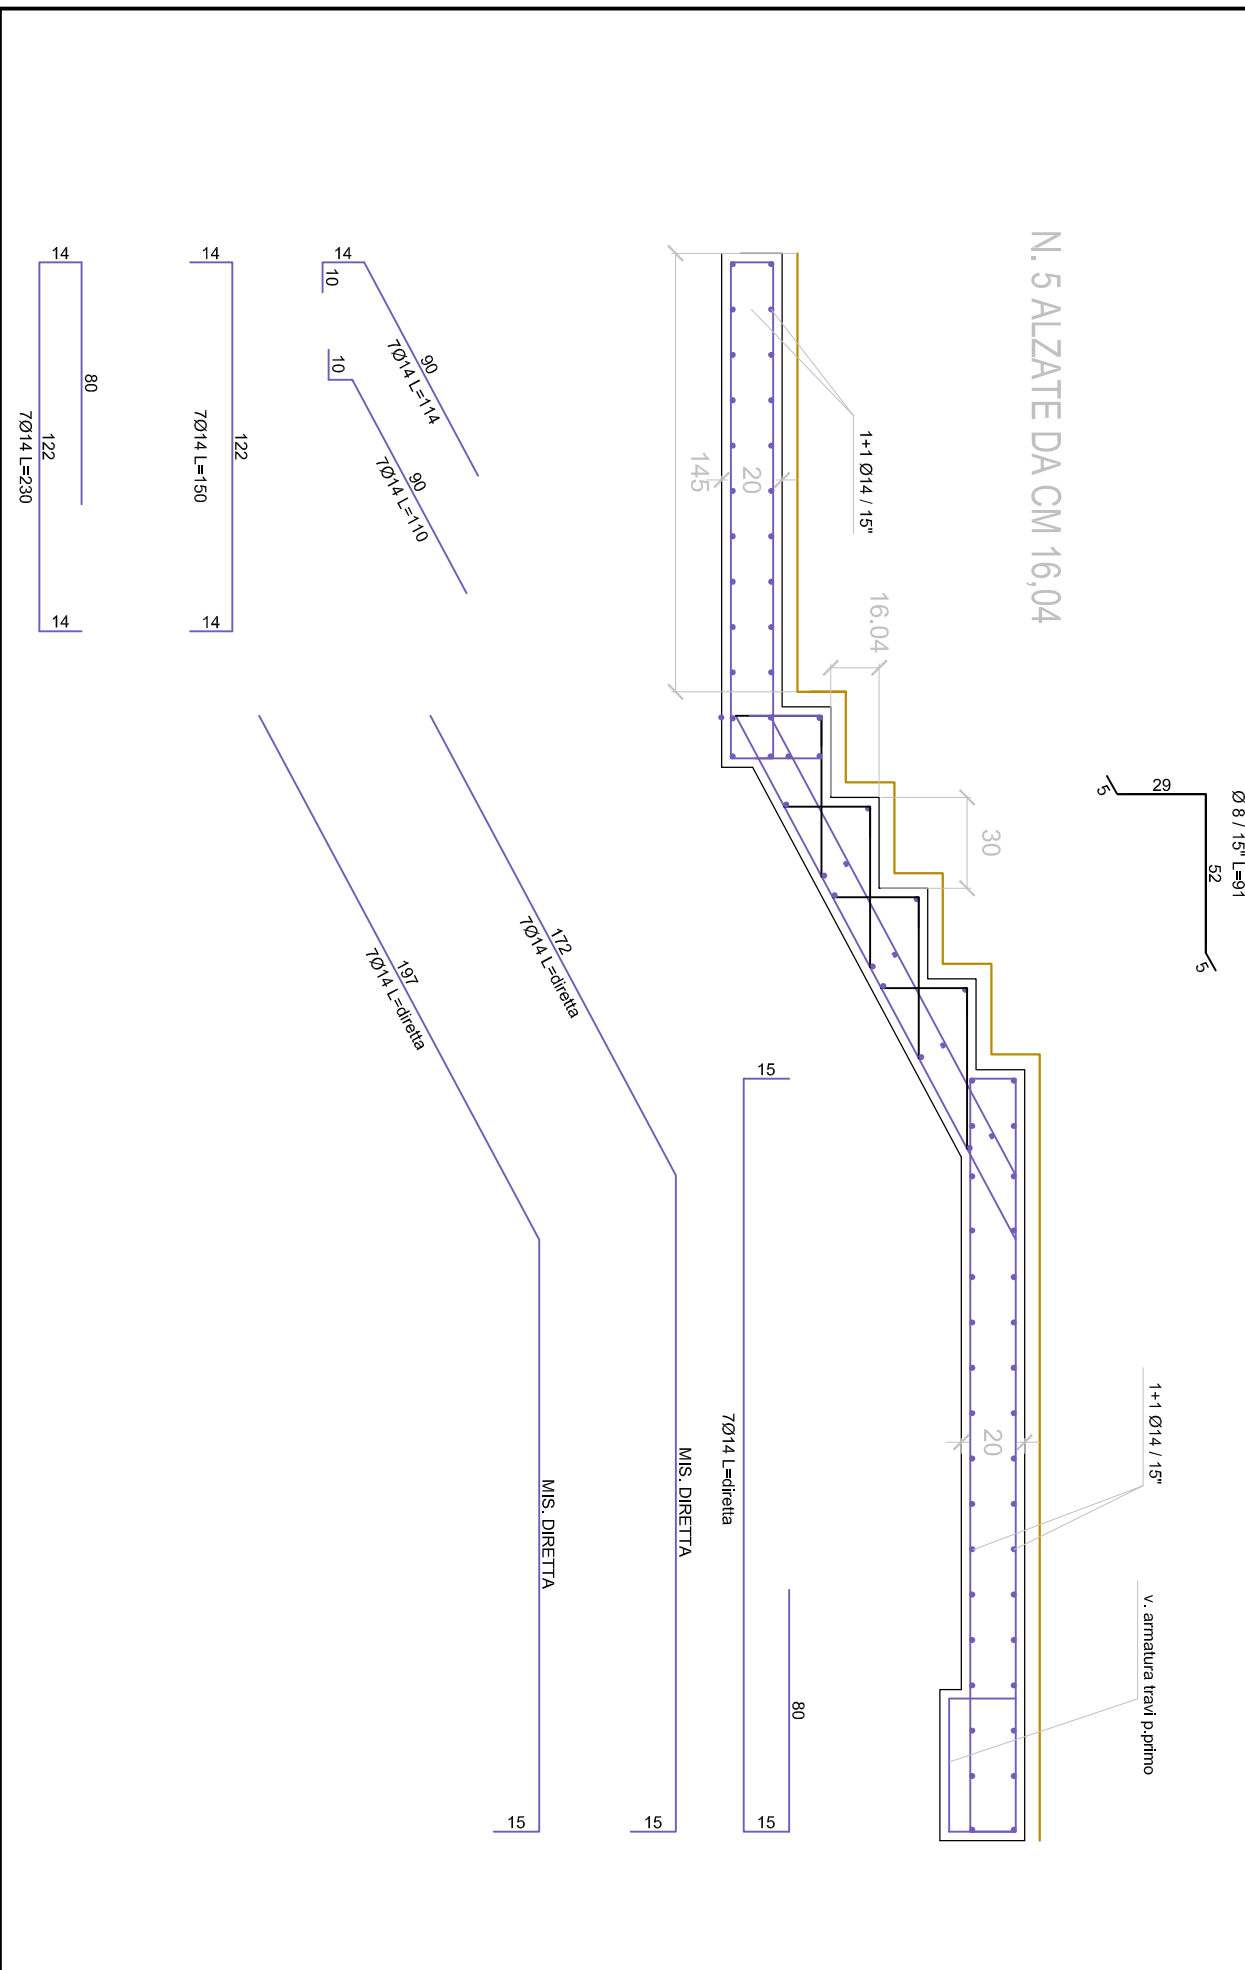 N. 5 ALZATE DA CM 16,04
Ø 8 / 15" L=91
29
52
5
5
1+1 Ø14 / 15"
1+1 Ø14 / 15"
v. armatura travi p.primo
16.04
30
20
145
20
15
7Ø14 L=diretta
80
15
172
7Ø14 L=diretta
MIS. DIRETTA
15
197
7Ø14 L=diretta
MIS. DIRETTA
15
14
10
90
7Ø14 L=114
10
90
7Ø14 L=110
14
122
7Ø14 L=150
14
14
80
122
7Ø14 L=230
14